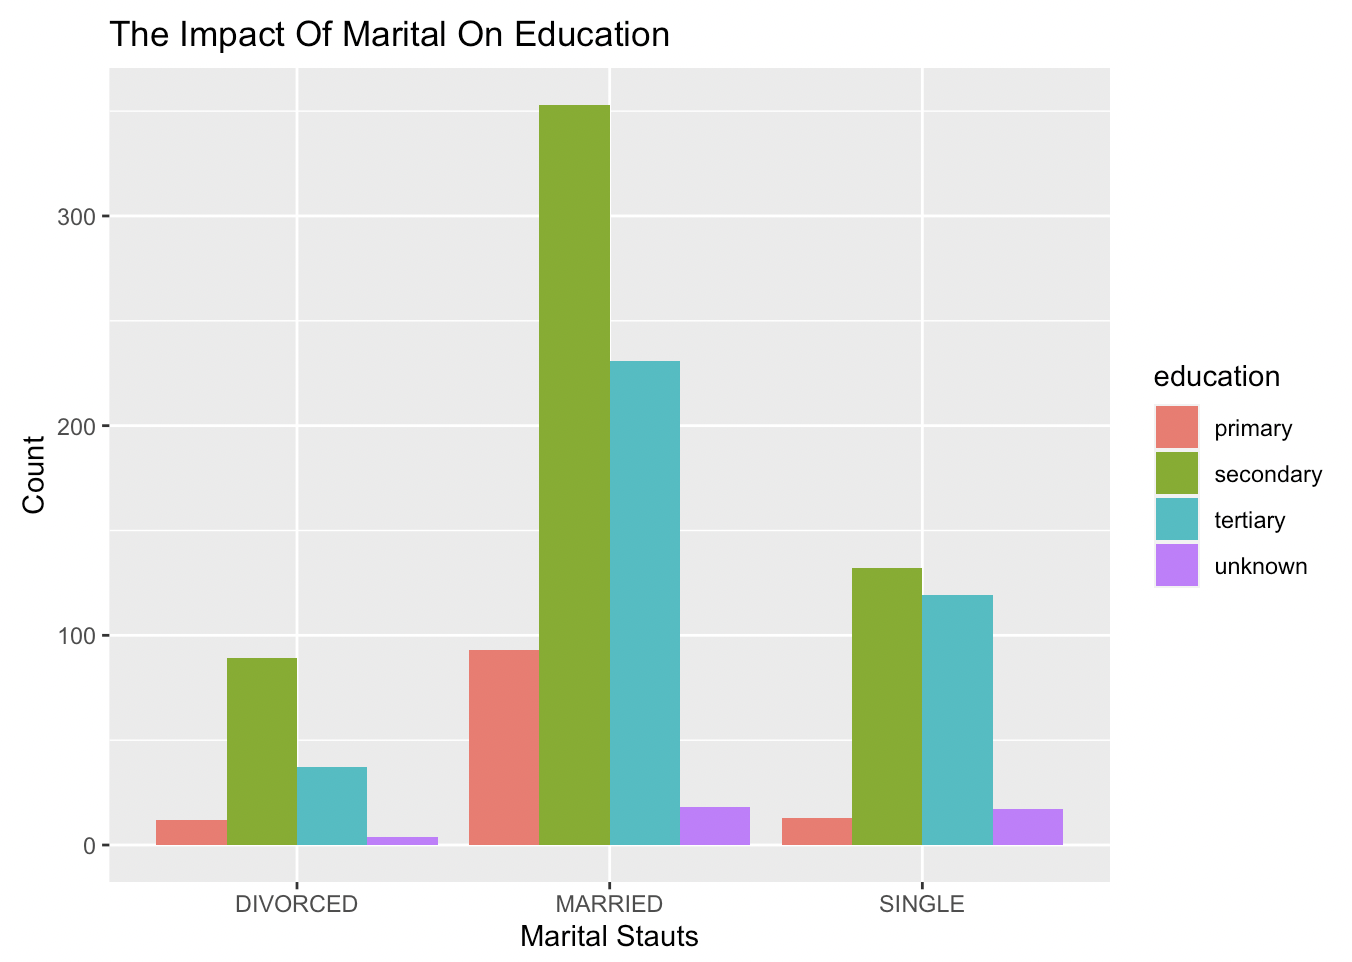 The Impact Of Marital On Education
Count
300
200
100
0
DIVORCED
MARRIED
SINGLE
Marital Stauts
education
primary
secondary
tertiary
unknown